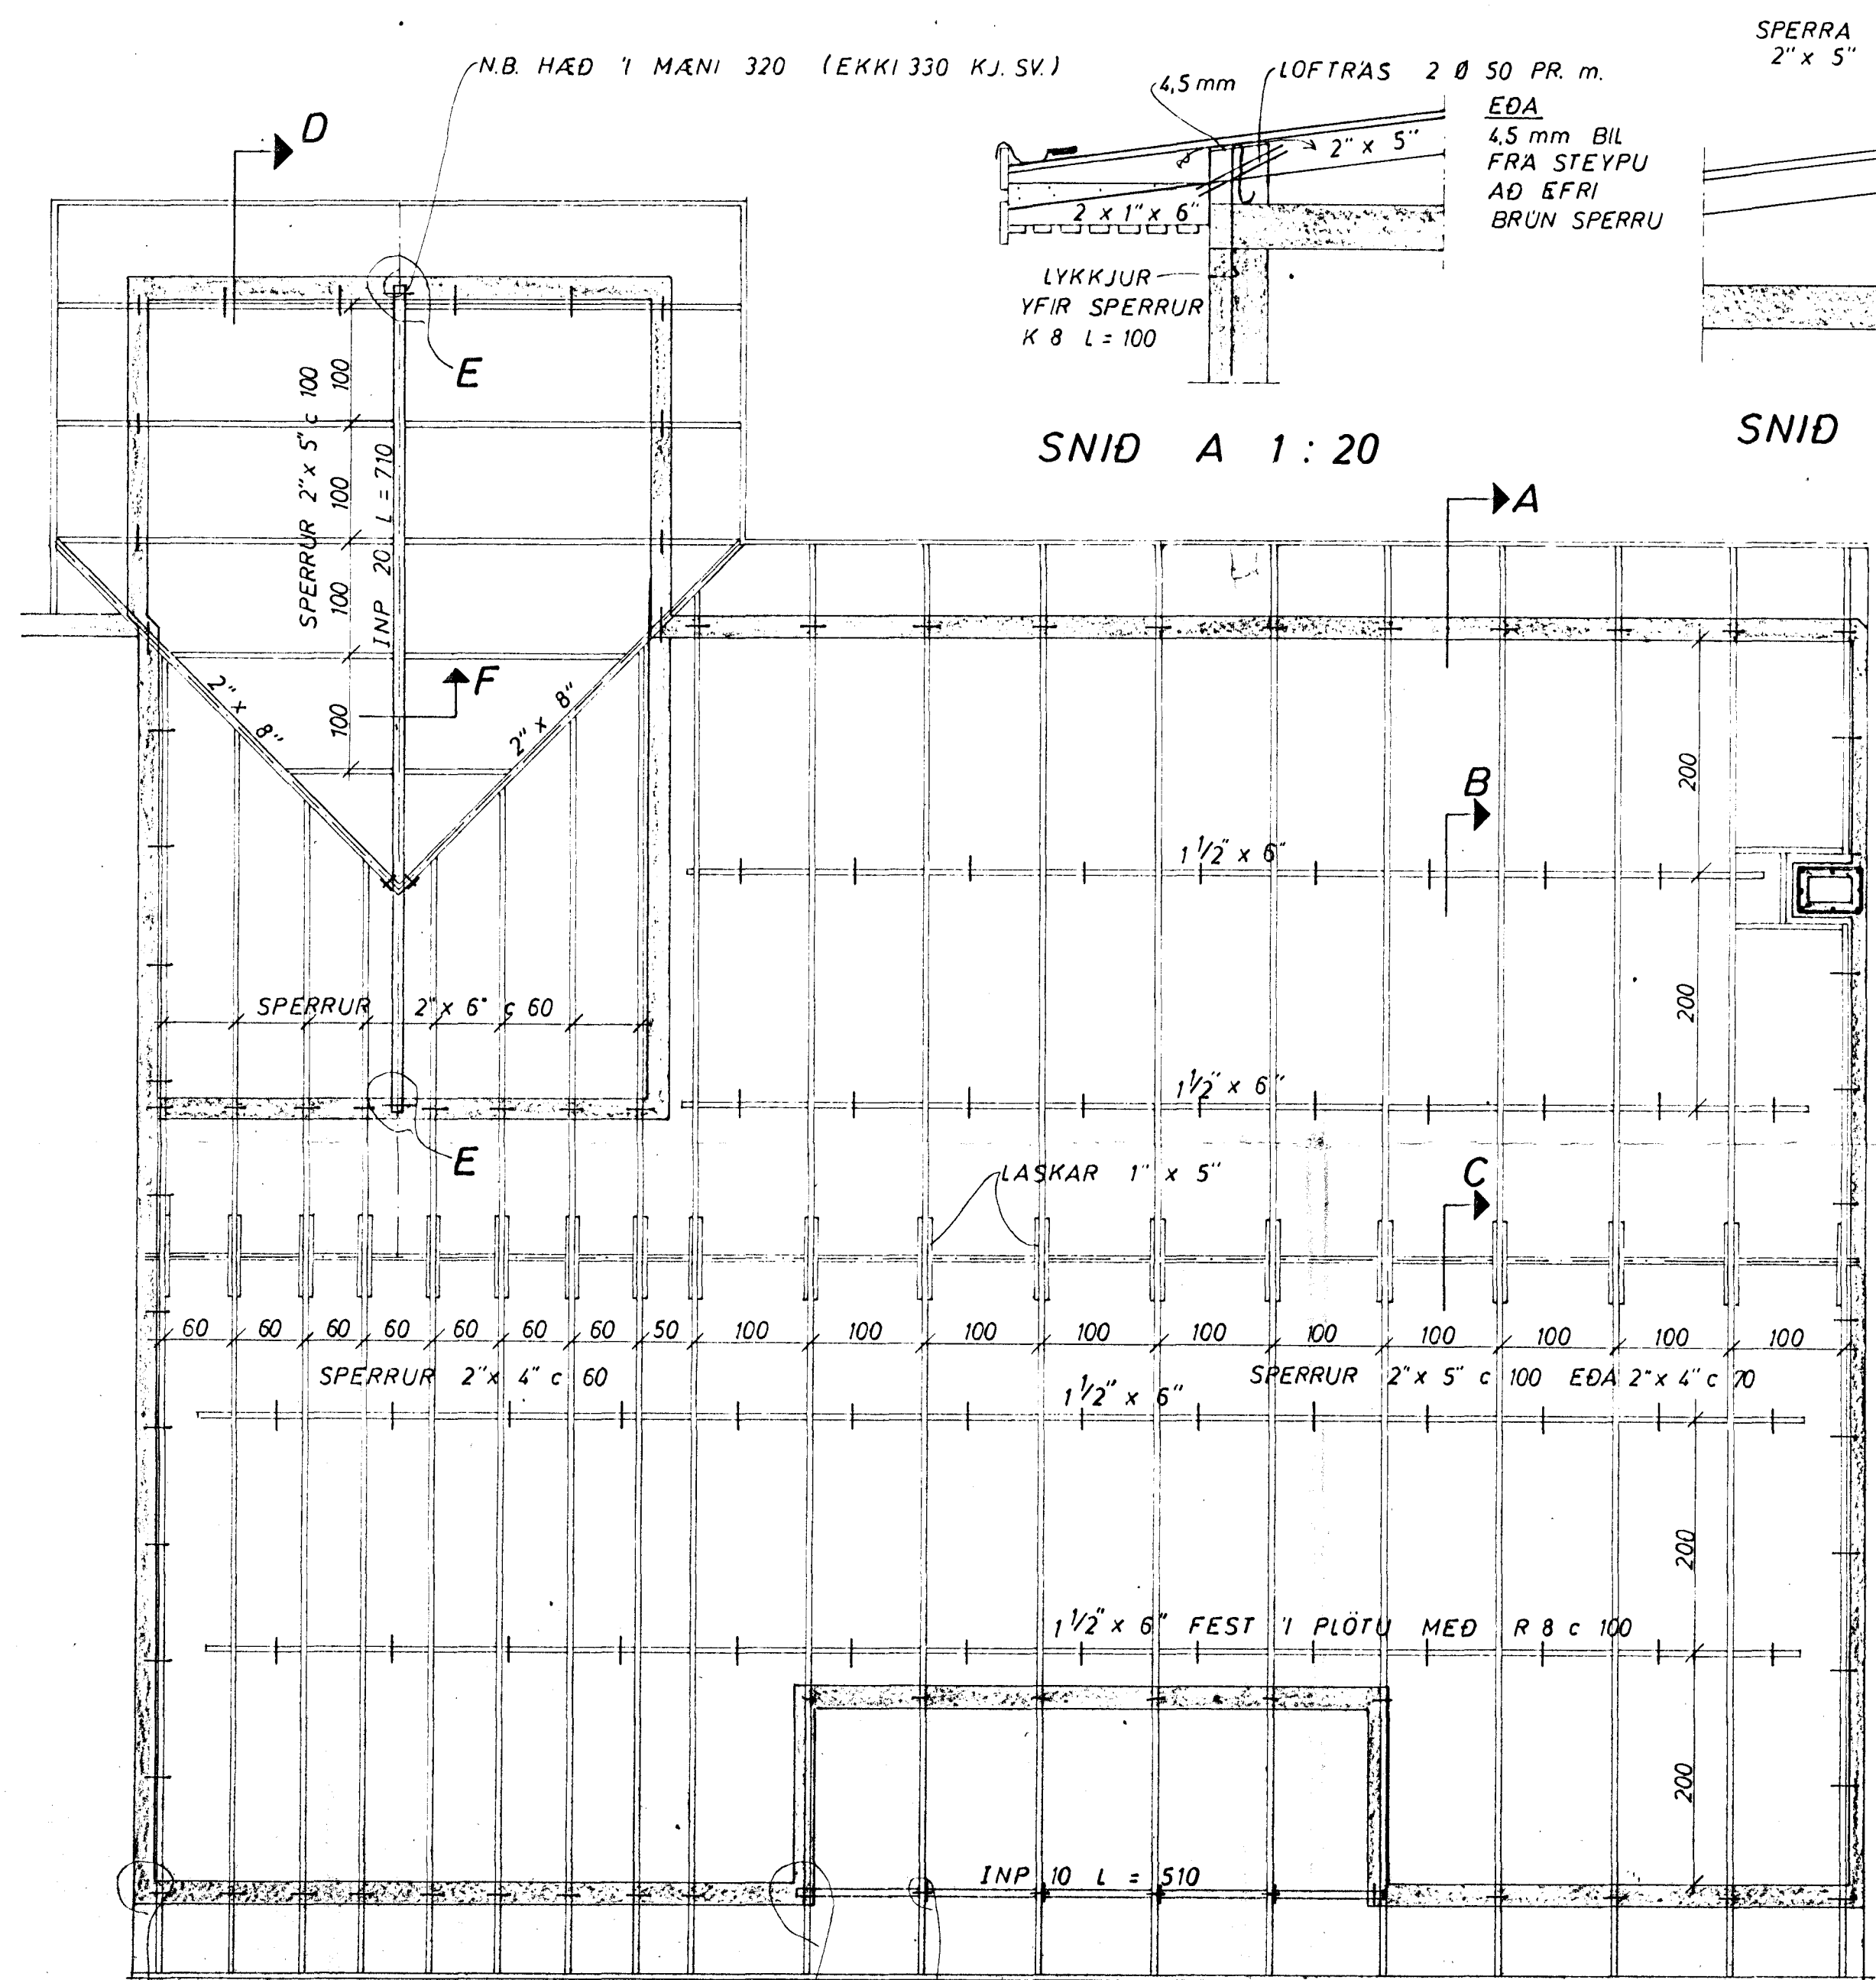 N.B. HÆÐ Í MÆNI 320 (EKKI 330 KJ. SV.)
SPERRA
2" x 5"
4,5 mm
LOFTRÁS 2 Ø 50 PR. m.
EÐA
4,5 mm BIL
FRÁ STEYPU
AÐ EFRI
BRÚN SPERRU
2" x 5"
2 x 1" x 6"
LYKKJUR
YFIR SPERRUR
K 8 L = 100
SNIÐ A 1 : 20
SNIÐ
D
E
SPERRUR 2" x 5" c 100
100
100
100
100
INP 20 L = 710
F
2" x 8"
2" x 8"
A
200
B
1 1/2" x 6"
200
SPERRUR 2" x 6" c 60
1 1/2" x 6"
E
LASKAR 1" x 5"
C
60 60 60 60 60 60 60 50 100 100 100 100 100 100 100 100 100 100
SPERRUR 2" x 4" c 60
SPERRUR 2" x 5" c 100 EÐA 2" x 4" c 70
1 1/2" x 6"
200
1 1/2" x 6" FEST Í PLÖTU MEÐ R 8 c 100
200
INP 10 L = 510